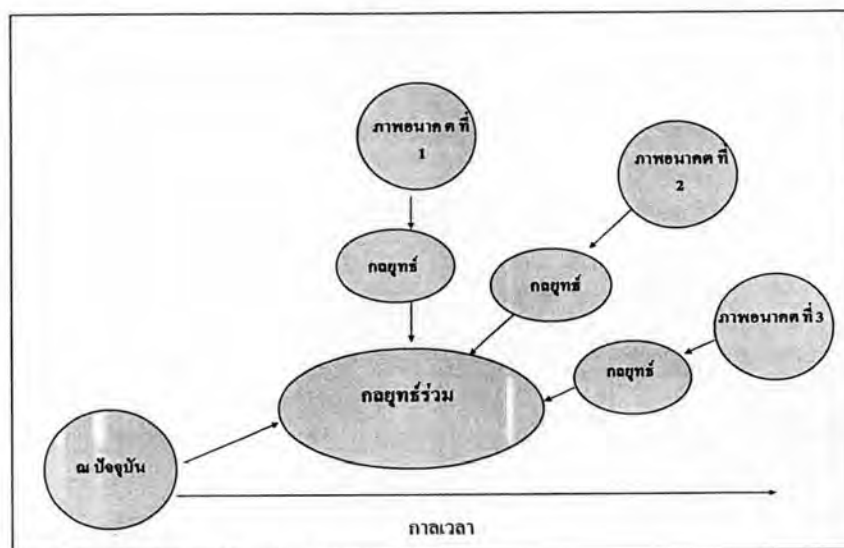 ภาพอนาคต ที่
1
ภาพอนาคต ที่
2
กลยุทธ์
กลยุทธ์
ภาพอนาคต ที่ 3
กลยุทธ์
กลยุทธ์ร่วม
ณ ปัจจุบัน
กาลเวลา